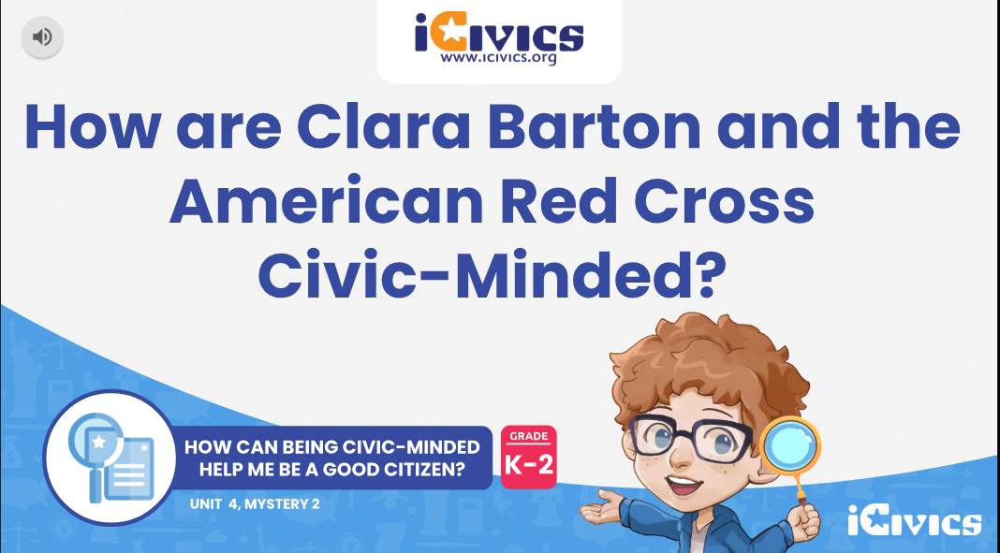 iCivics
www.icivics.org
How are Clara Barton and the
American Red Cross
Civic-Minded?
HOW CAN BEING CIVIC-MINDED
HELP ME BE A GOOD CITIZEN?
GRADE
K-2
UNIT 4, MYSTERY 2
iCivics